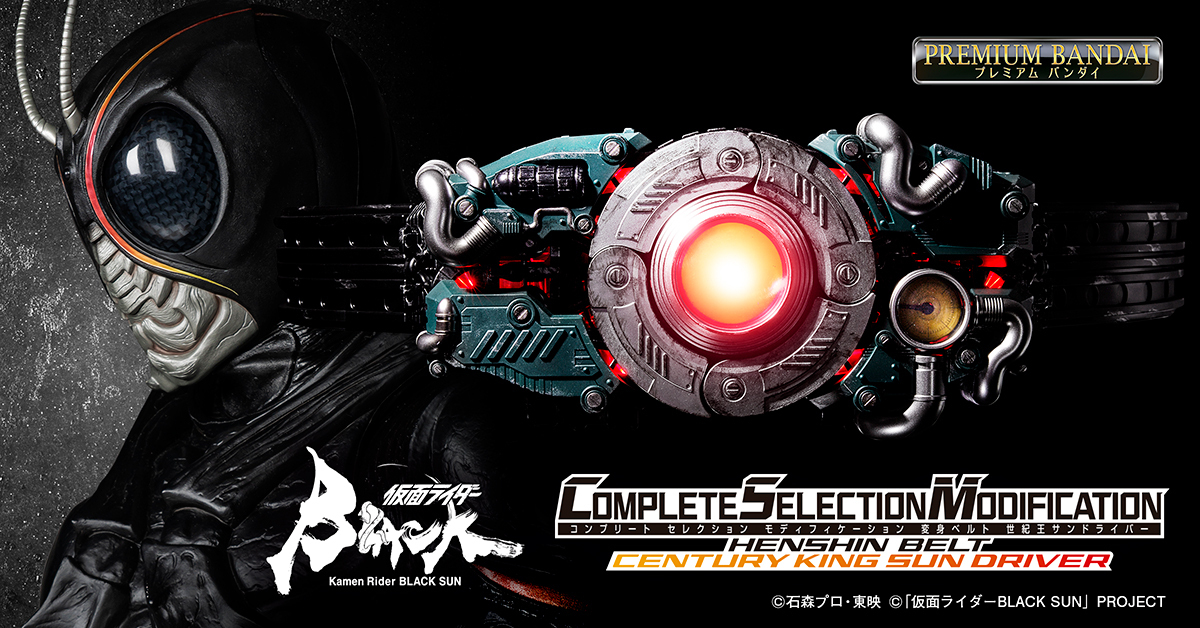 PREMIUM BANDAI
プレミアム バンダイ
仮面ライダー
BLACK
Kamen Rider BLACK SUN
COMPLETE SELECTION MODIFICATION
コンプリート セレクション モディフィケーション 変身ベルト 世紀王サンドライバー
HENSHIN BELT
CENTURY KING SUN DRIVER
©石森プロ・東映 ©「仮面ライダーBLACK SUN」PROJECT